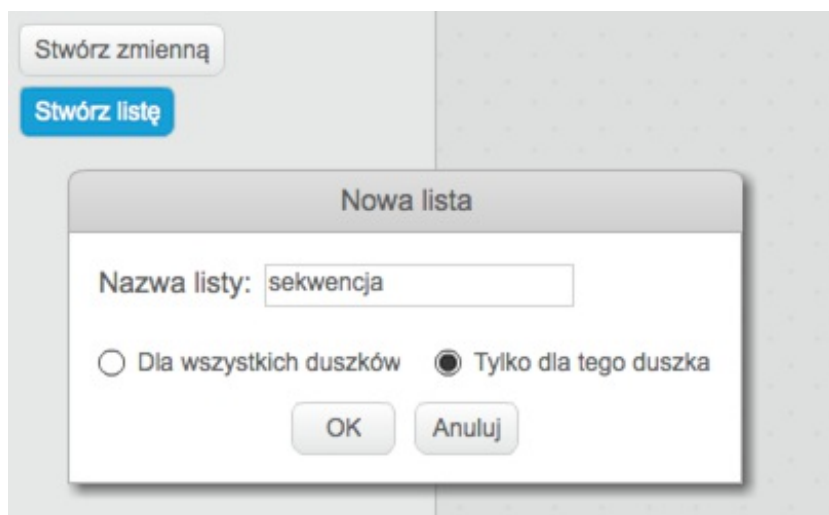 Stwórz zmienną
Stwórz listę
Nowa lista
Nazwa listy: sekwencja
Dla wszystkich duszków Tylko dla tego duszka
OK Anuluj